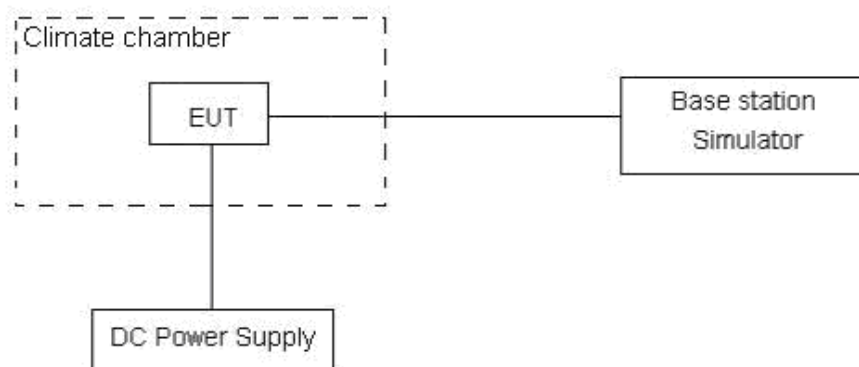 Climate chamber
EUT
Base station
Simulator
DC Power Supply